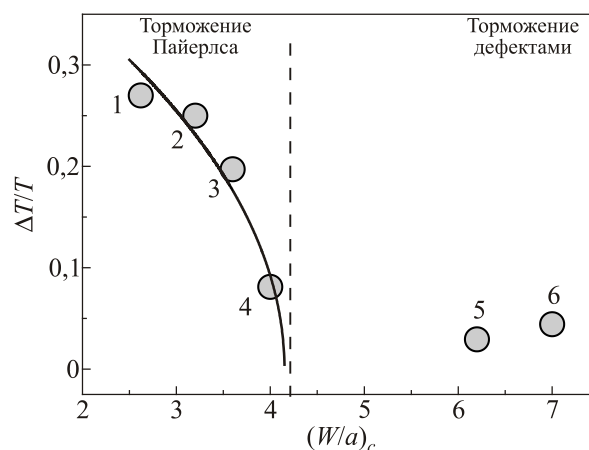 Торможение
Пайерлса
Торможение
дефектами
0,3
0,2
0,1
0
ΔT/T
1
2
3
4
5
6
2 3 4 5 6 7
(W/a)c